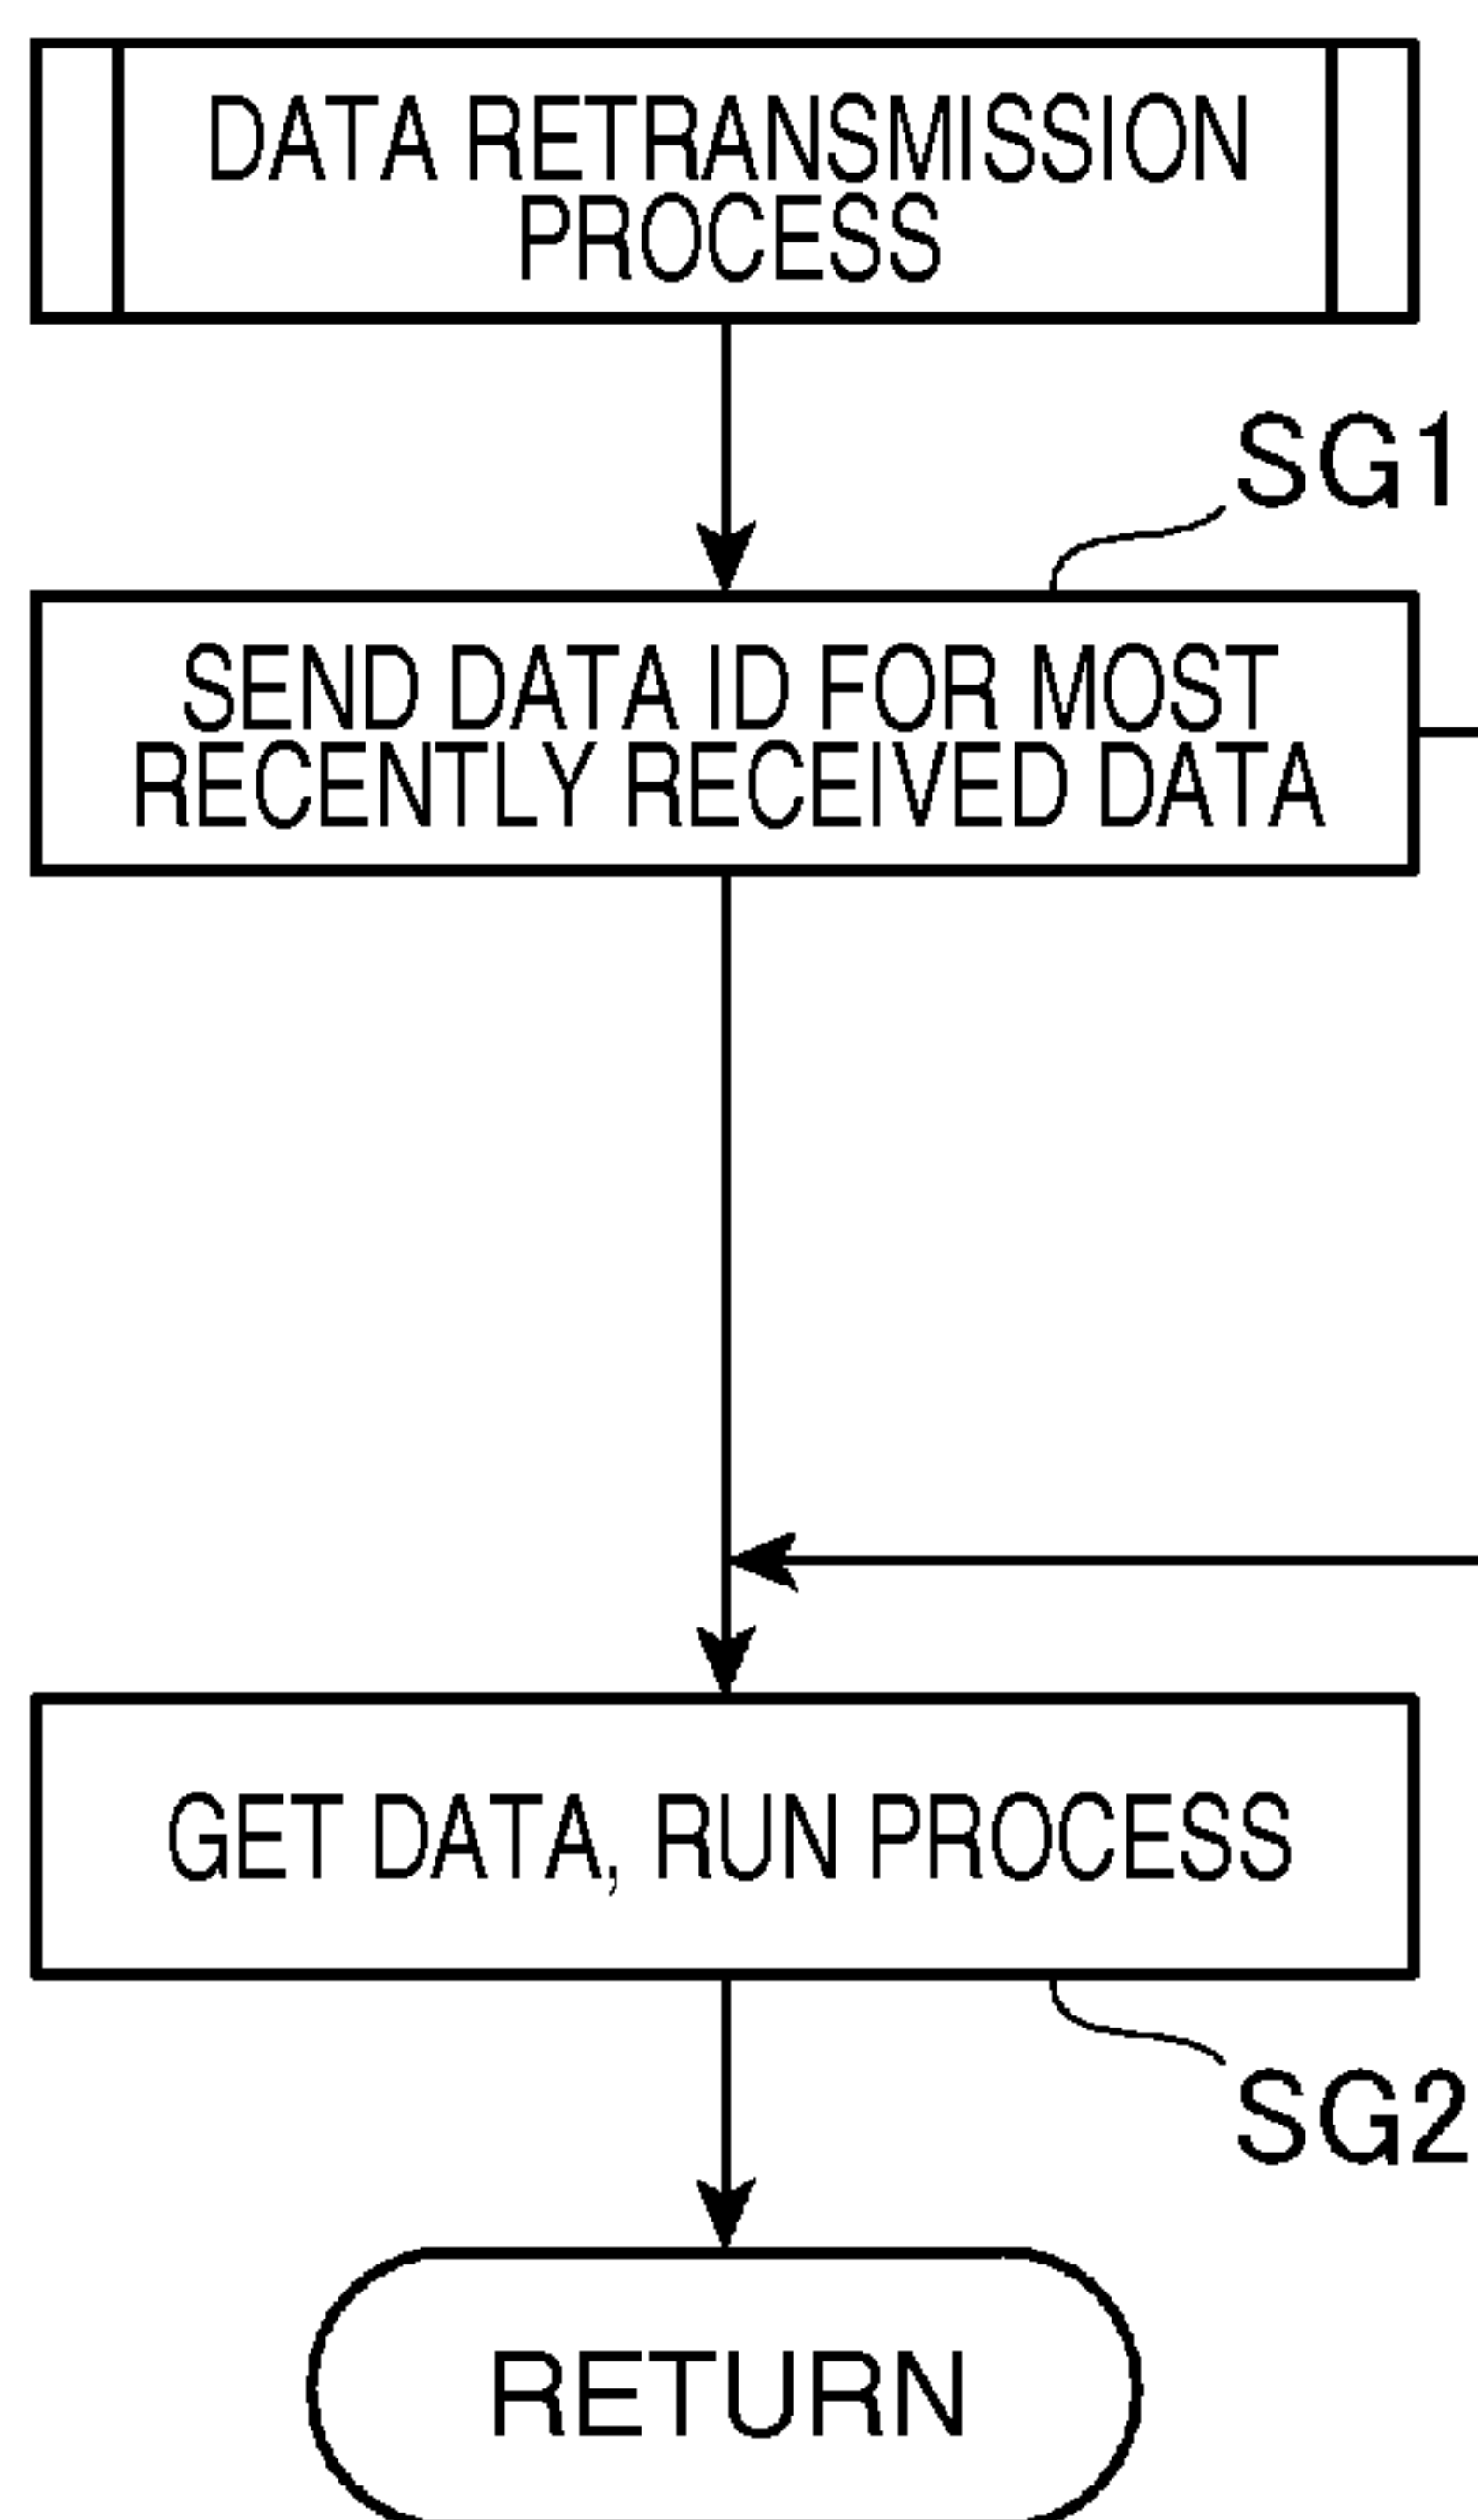 DATA RETRANSMISSION
PROCESS
SG1
SEND DATA ID FOR MOST
RECENTLY RECEIVED DATA
GET DATA, RUN PROCESS
SG2
RETURN